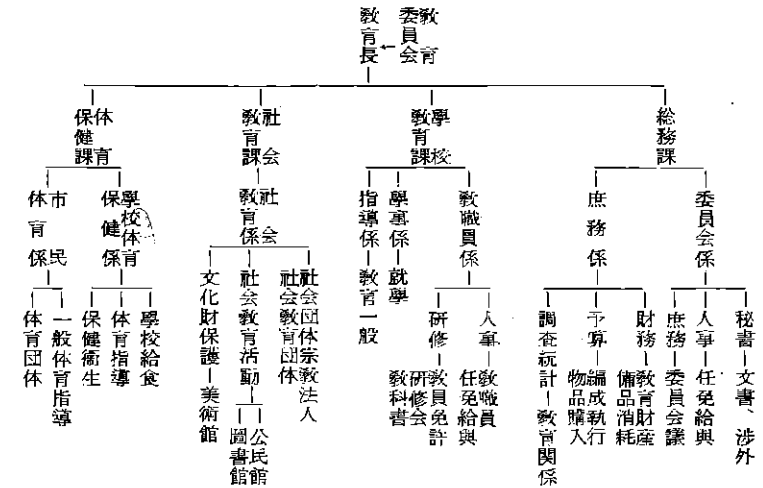 教育
委員会
教育長
総務課
委員会係
秘書 文書、渉外
人事 任免給與
庶務 委員会議
庶務係
財務 教育財産
備品消耗
予算 編成執行
物品購入
調査統計 教育関係
學校
教育課
教職員係
人事 教職員
任免給與
研修 教員免許
研修会
教科書
學事係 就學
指導係 教育一般
社会
教育課
社会
教育係
社会団体宗教法人
社会教育団体
社会教育活動
公民館
圖書館
文化財保護 美術館
体育
保健課
學校体育
保健係
學校給食
体育指導
保健衛生
市民
体育係
一般体育指導
体育団体